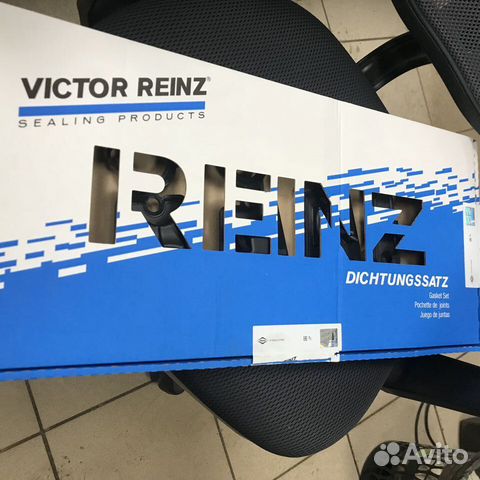 VICTOR REINZ®
SEALING PRODUCTS
REINZ
DICHTUNGSSATZ
Gasket Set
Pochette de joints
Juego de juntas
Avito